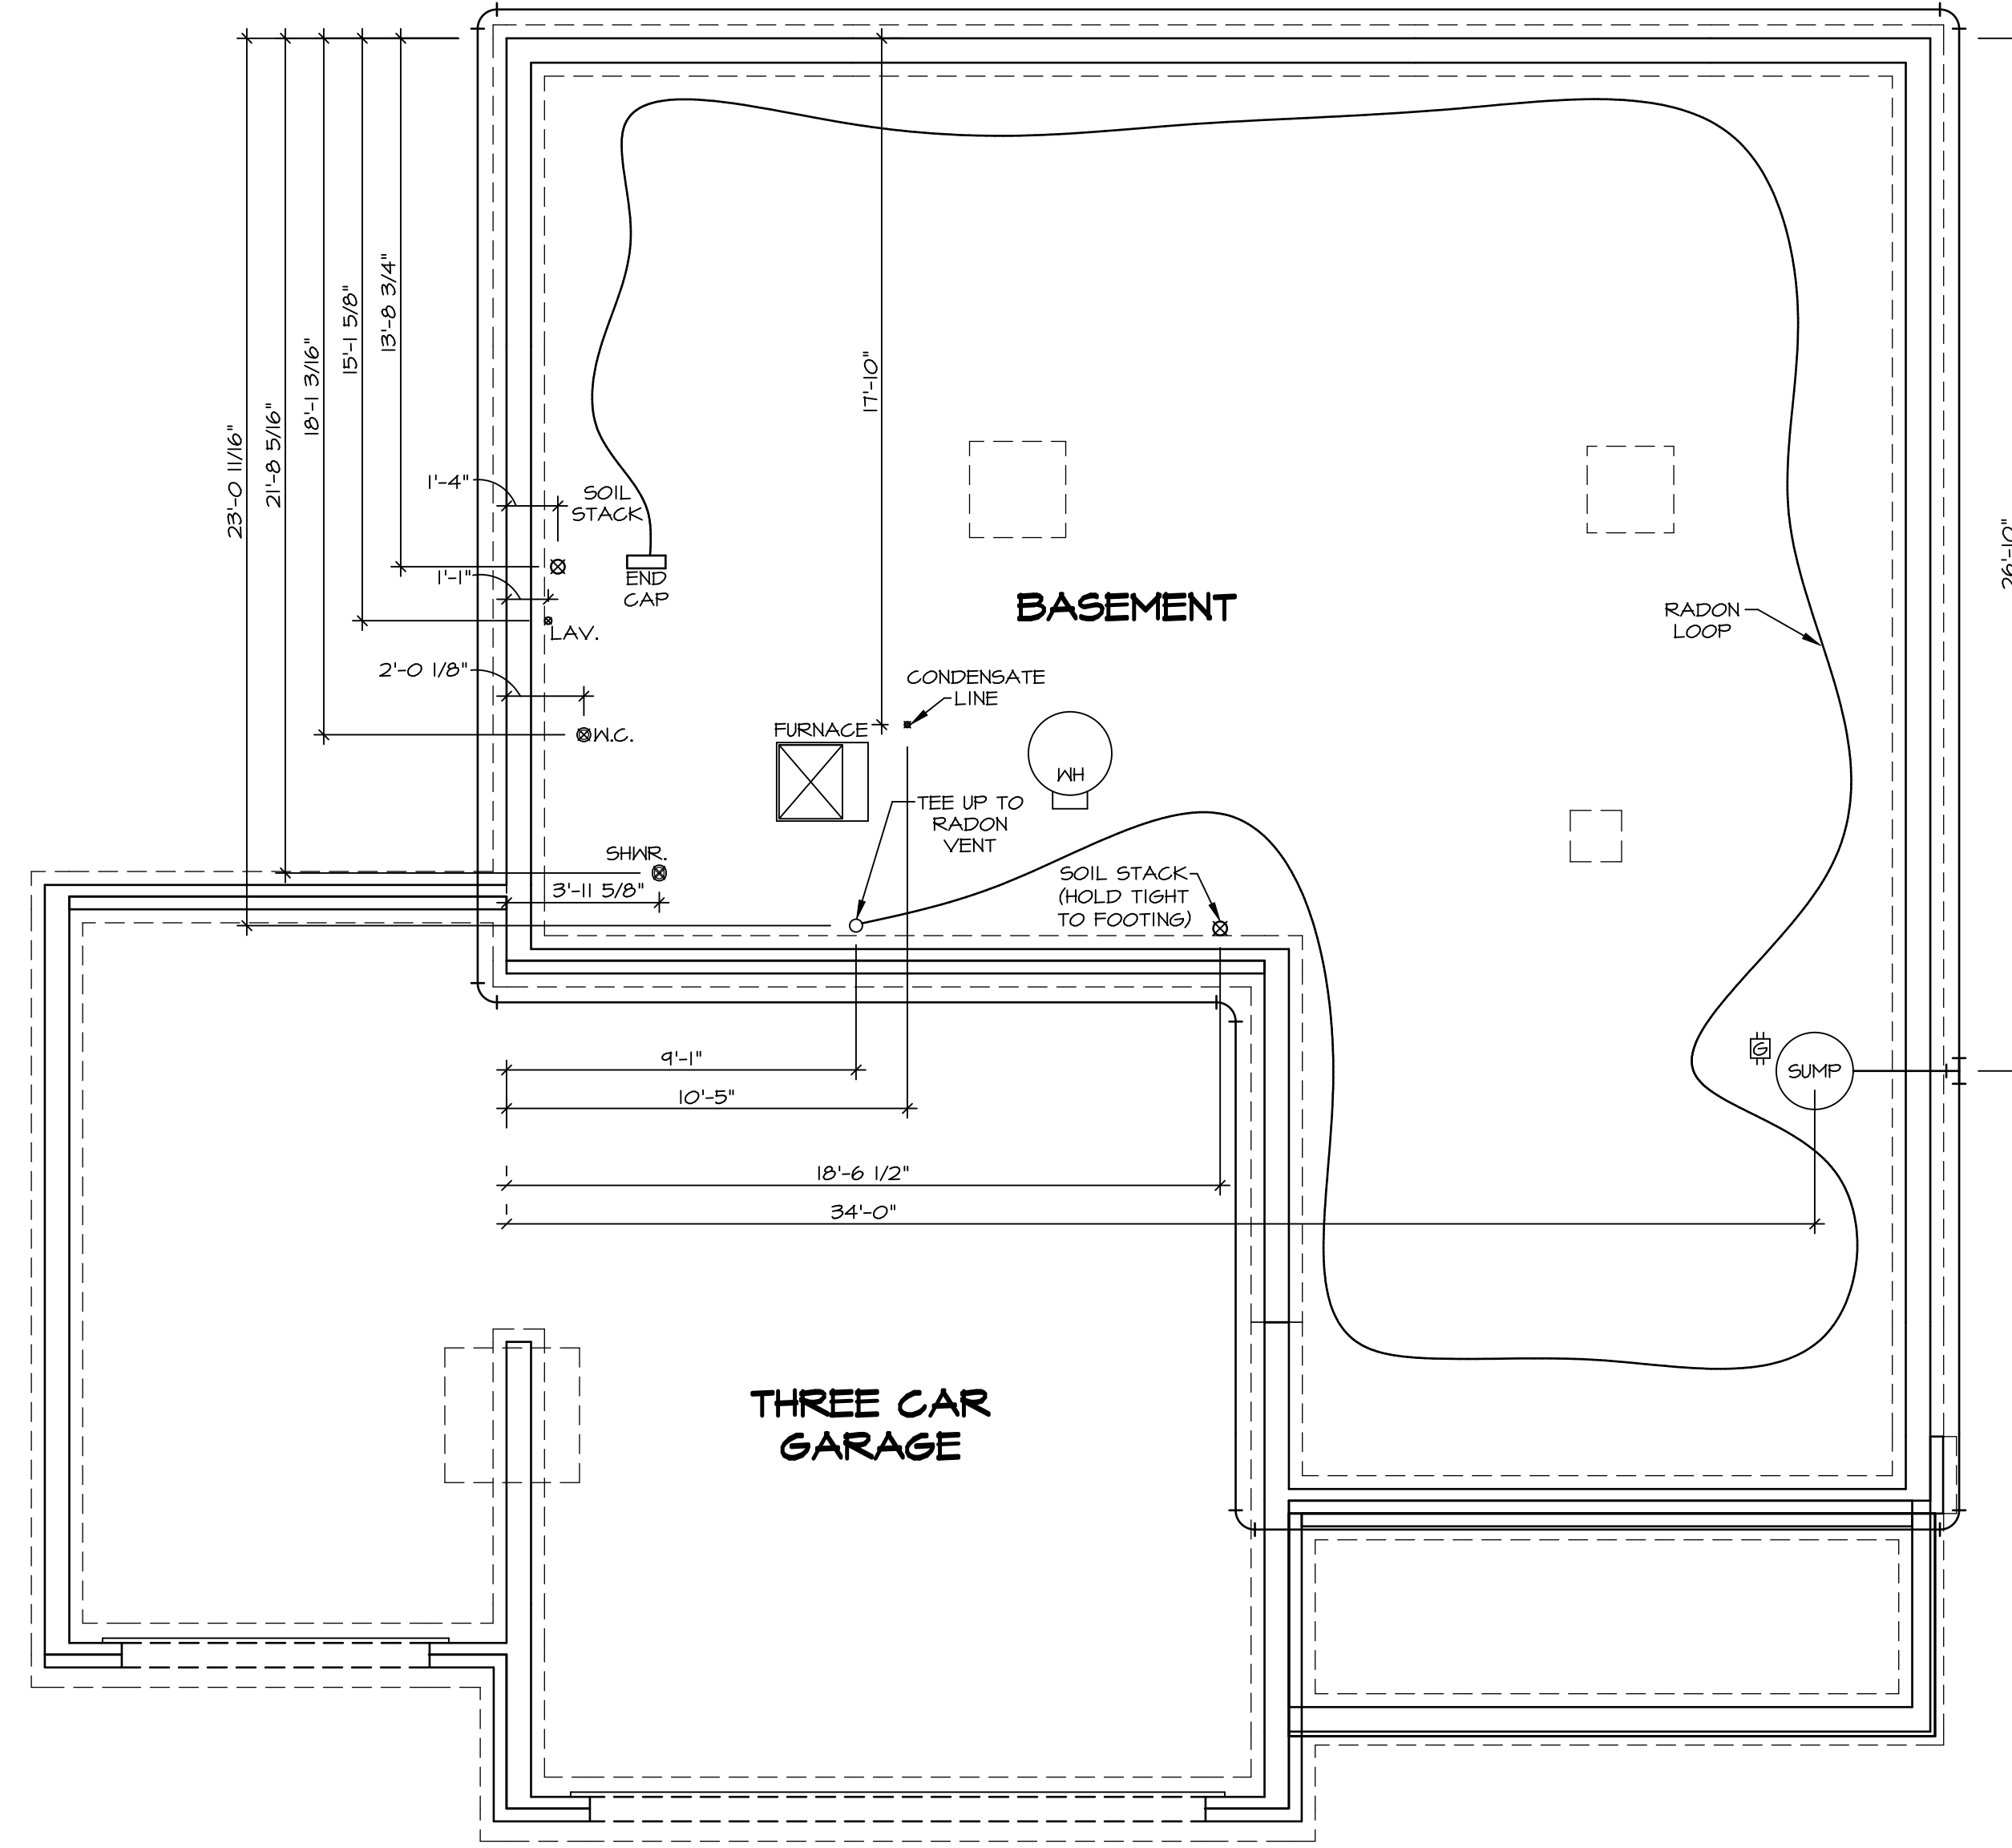 13'-8 3/4"
15'-1 5/8"
18'-1 3/16"
21'-8 5/16"
23'-0 11/16"
17'-10"
26'-10"
1'-4"
SOIL
STACK
END
CAP
1'-1"
LAV.
2'-0 1/8"
W.C.
BASEMENT
RADON
LOOP
CONDENSATE
LINE
FURNACE
WH
TEE UP TO
RADON
VENT
SHWR.
3'-11 5/8"
SOIL STACK
(HOLD TIGHT
TO FOOTING)
G
SUMP
9'-1"
10'-5"
18'-6 1/2"
34'-0"
THREE CAR
GARAGE